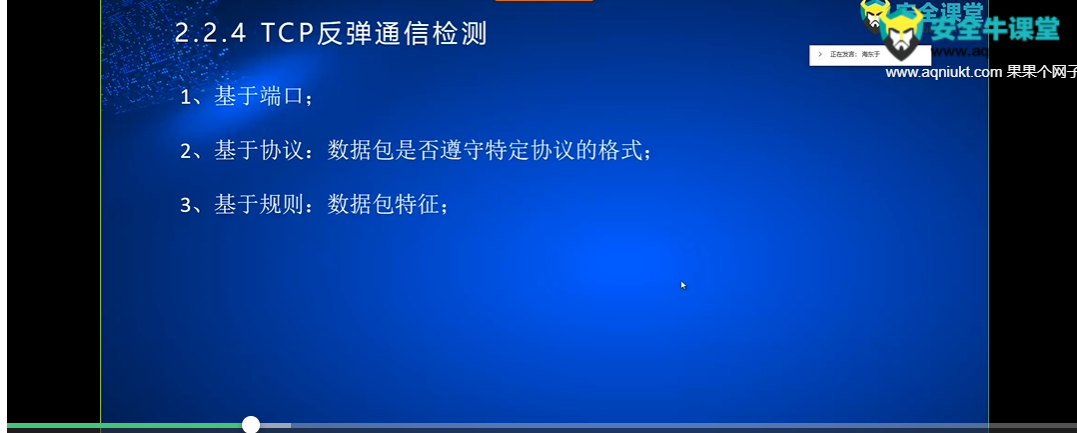 2.2.4 TCP反弹通信检测
安全课堂
安全牛课堂
正在发言: 海东于
www.aq
www.aqniukt.com 果果个网子
1、基于端口；
2、基于协议：数据包是否遵守特定协议的格式；
3、基于规则：数据包特征；